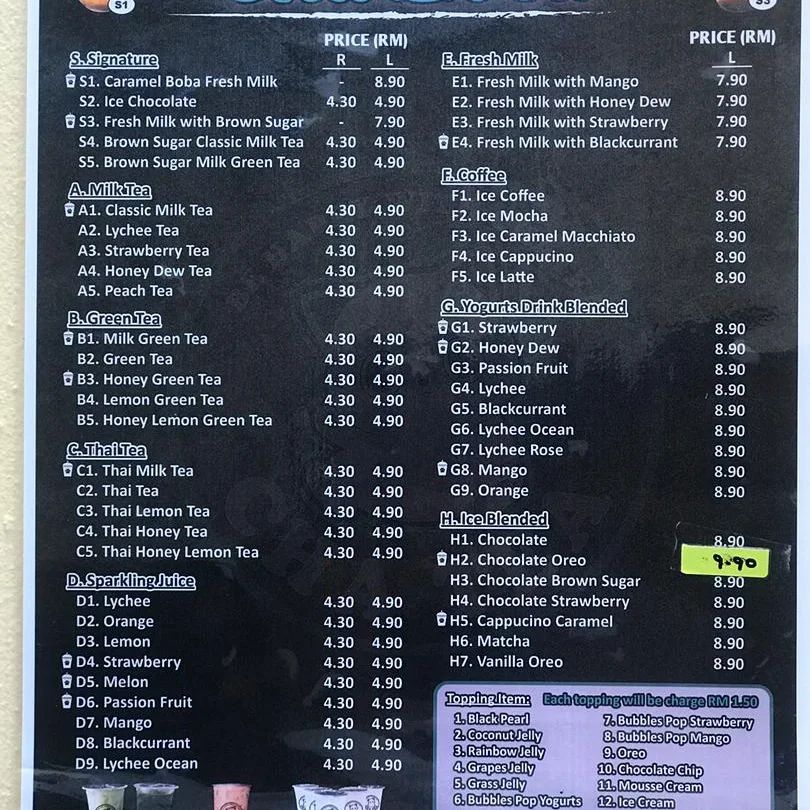 S1
S3
PRICE (RM)
R L
S. Signature
S1. Caramel Boba Fresh Milk - 8.90
S2. Ice Chocolate 4.30 4.90
S3. Fresh Milk with Brown Sugar - 7.90
S4. Brown Sugar Classic Milk Tea 4.30 4.90
S5. Brown Sugar Milk Green Tea 4.30 4.90
A. Milk Tea
A1. Classic Milk Tea 4.30 4.90
A2. Lychee Tea 4.30 4.90
A3. Strawberry Tea 4.30 4.90
A4. Honey Dew Tea 4.30 4.90
A5. Peach Tea 4.30 4.90
B. Green Tea
B1. Milk Green Tea 4.30 4.90
B2. Green Tea 4.30 4.90
B3. Honey Green Tea 4.30 4.90
B4. Lemon Green Tea 4.30 4.90
B5. Honey Lemon Green Tea 4.30 4.90
C. Thai Tea
C1. Thai Milk Tea 4.30 4.90
C2. Thai Tea 4.30 4.90
C3. Thai Lemon Tea 4.30 4.90
C4. Thai Honey Tea 4.30 4.90
C5. Thai Honey Lemon Tea 4.30 4.90
D. Sparkling Juice
D1. Lychee 4.30 4.90
D2. Orange 4.30 4.90
D3. Lemon 4.30 4.90
D4. Strawberry 4.30 4.90
D5. Melon 4.30 4.90
D6. Passion Fruit 4.30 4.90
D7. Mango 4.30 4.90
D8. Blackcurrant 4.30 4.90
D9. Lychee Ocean 4.30 4.90
PRICE (RM)
L
E. Fresh Milk
E1. Fresh Milk with Mango 7.90
E2. Fresh Milk with Honey Dew 7.90
E3. Fresh Milk with Strawberry 7.90
E4. Fresh Milk with Blackcurrant 7.90
F. Coffee
F1. Ice Coffee 8.90
F2. Ice Mocha 8.90
F3. Ice Caramel Macchiato 8.90
F4. Ice Cappucino 8.90
F5. Ice Latte 8.90
G. Yogurts Drink Blended
G1. Strawberry 8.90
G2. Honey Dew 8.90
G3. Passion Fruit 8.90
G4. Lychee 8.90
G5. Blackcurrant 8.90
G6. Lychee Ocean 8.90
G7. Lychee Rose 8.90
G8. Mango 8.90
G9. Orange 8.90
H. Ice Blended
H1. Chocolate 8.90
H2. Chocolate Oreo 9.90
H3. Chocolate Brown Sugar 8.90
H4. Chocolate Strawberry 8.90
H5. Cappucino Caramel 8.90
H6. Matcha 8.90
H7. Vanilla Oreo 8.90
Topping Item: Each topping will be charge RM 1.50
1. Black Pearl
2. Coconut Jelly
3. Rainbow Jelly
4. Grapes Jelly
5. Grass Jelly
6. Bubbles Pop Yogurts
7. Bubbles Pop Strawberry
8. Bubbles Pop Mango
9. Oreo
10. Chocolate Chip
11. Mousse Cream
12. Ice Cream